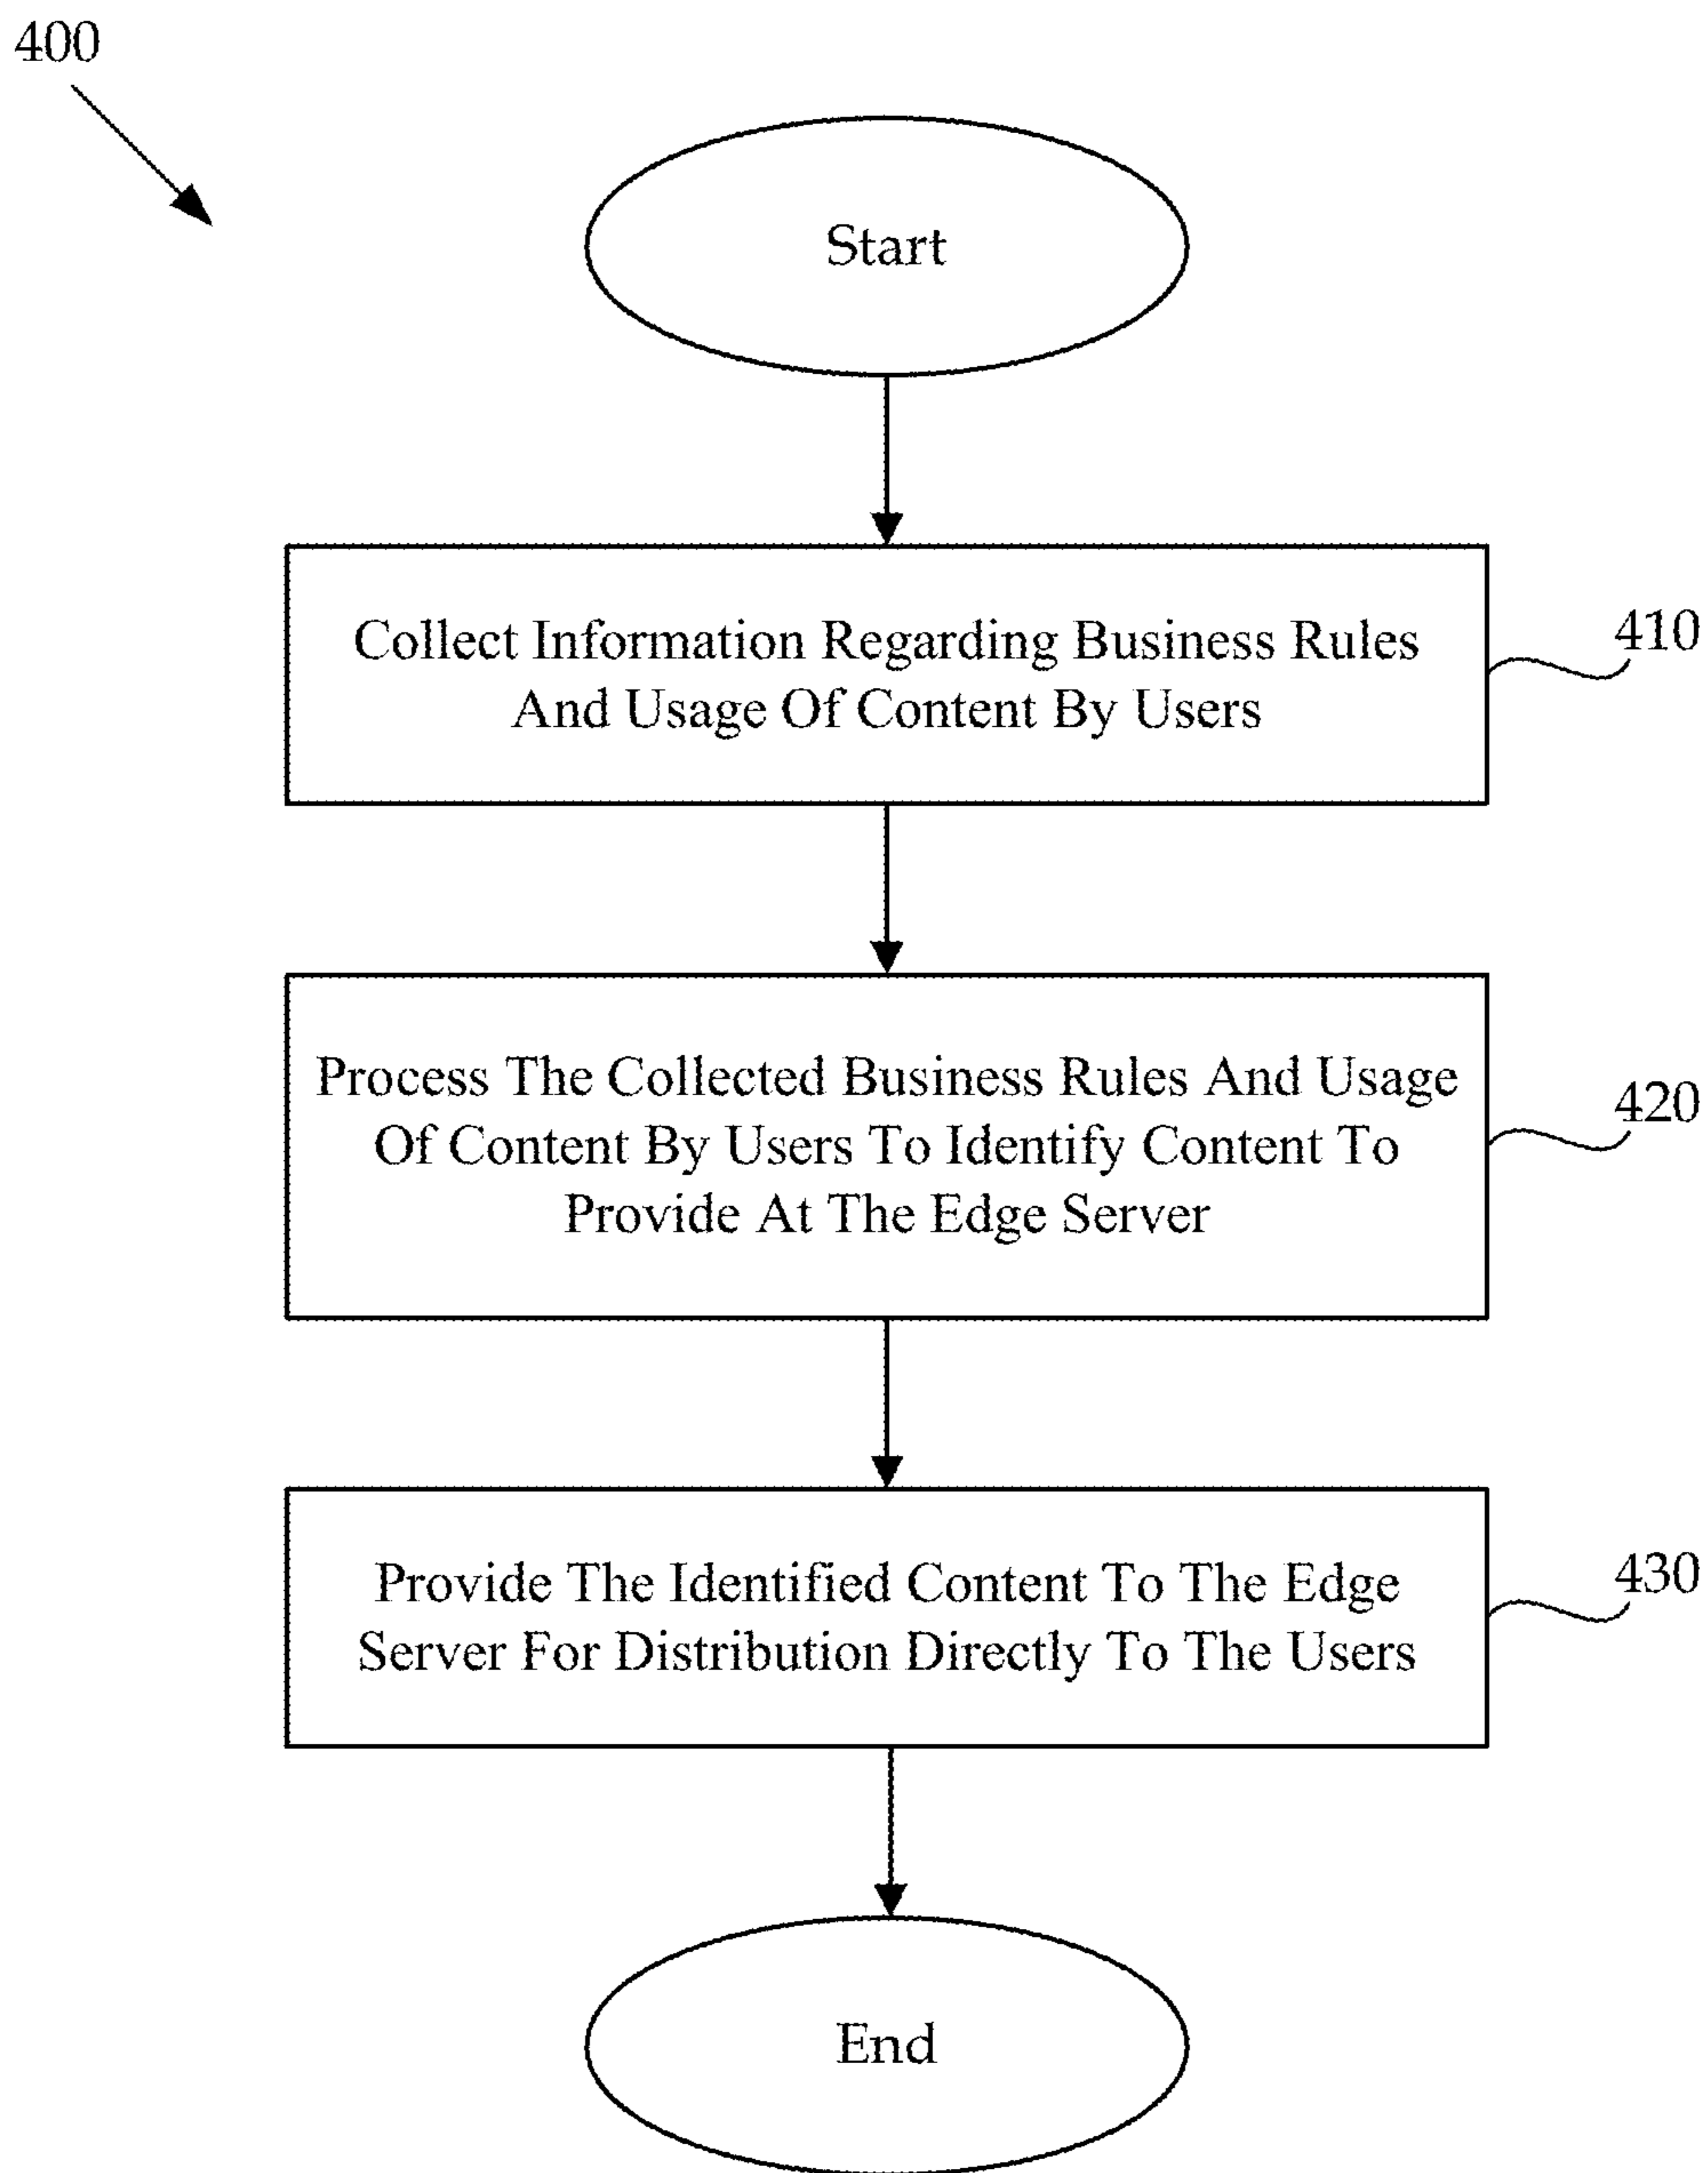 400
Start
Collect Information Regarding Business Rules
And Usage Of Content By Users
410
Process The Collected Business Rules And Usage
Of Content By Users To Identify Content To
Provide At The Edge Server
420
Provide The Identified Content To The Edge
Server For Distribution Directly To The Users
430
End